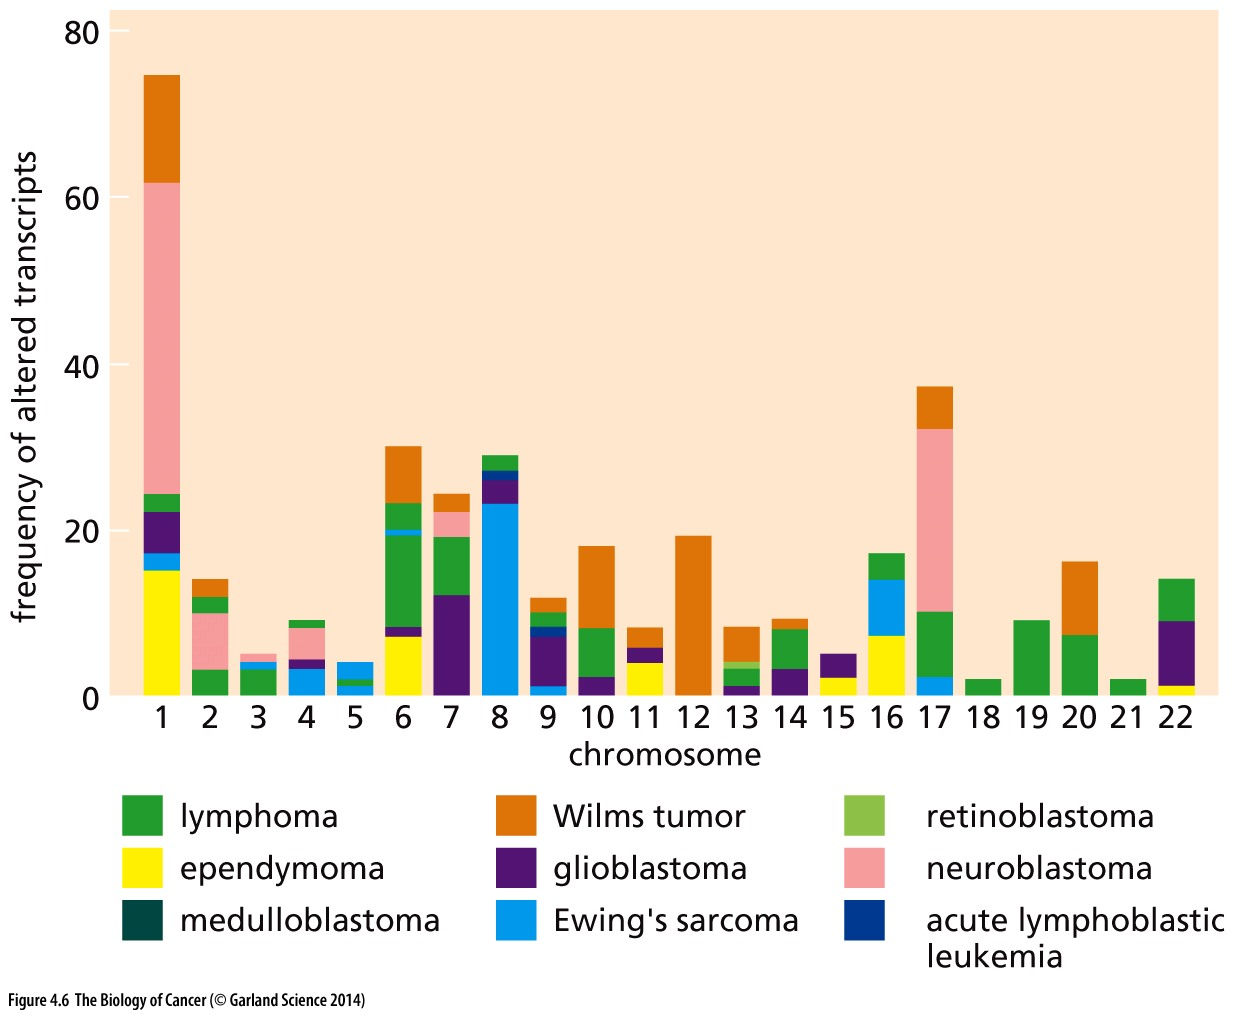 80
60
40
20
0
frequency of altered transcripts
1 2 3 4 5 6 7 8 9 10 11 12 13 14 15 16 17 18 19 20 21 22
chromosome
lymphoma Wilms tumor retinoblastoma
ependymoma glioblastoma neuroblastoma
medulloblastoma Ewing's sarcoma acute lymphoblastic
leukemia
Figure 4.6 The Biology of Cancer (© Garland Science 2014)